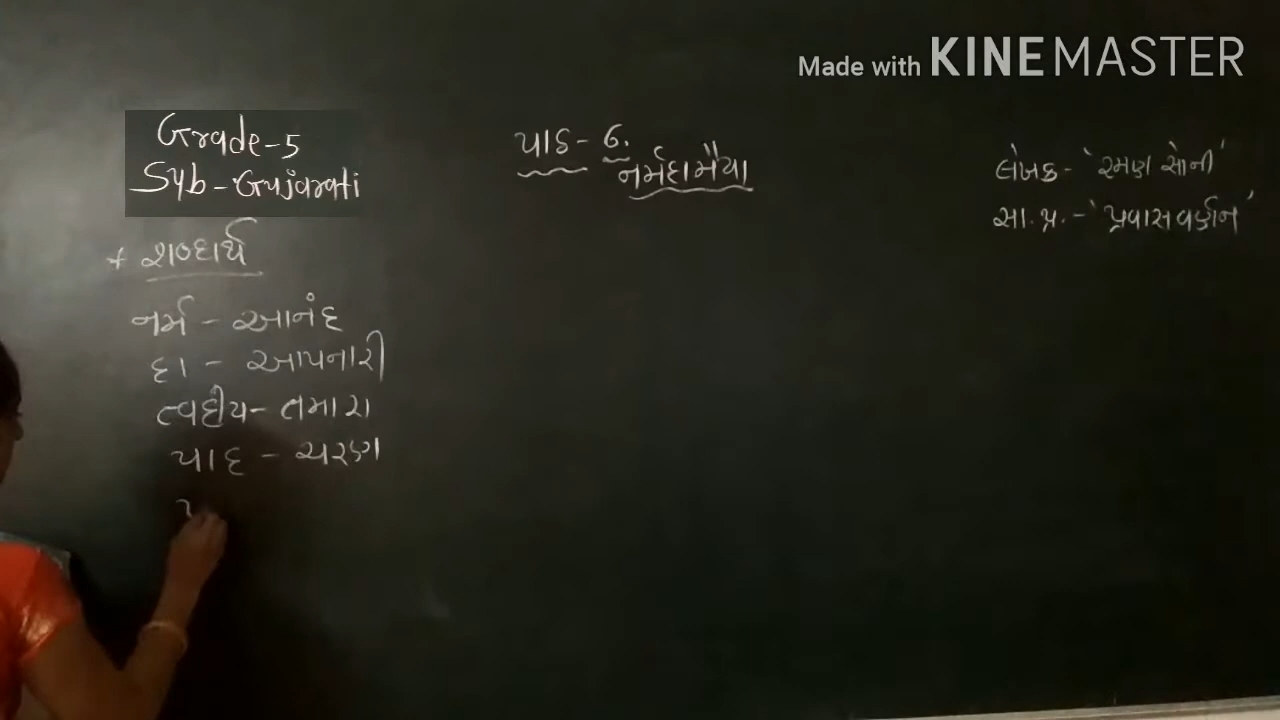 Made with KINEMASTER
Grade-5
Sub-Gujarati
પાઠ- ૬.
નર્મદામૈયા
લેખક - 'રમણ સોની'
સા.પ્ર. - 'પ્રવાસવર્ણન'
* શબ્દાર્થ
નર્મ - આનંદ
દા - આપનારી
ત્વદીય - તમારા
પાદ - ચરણ